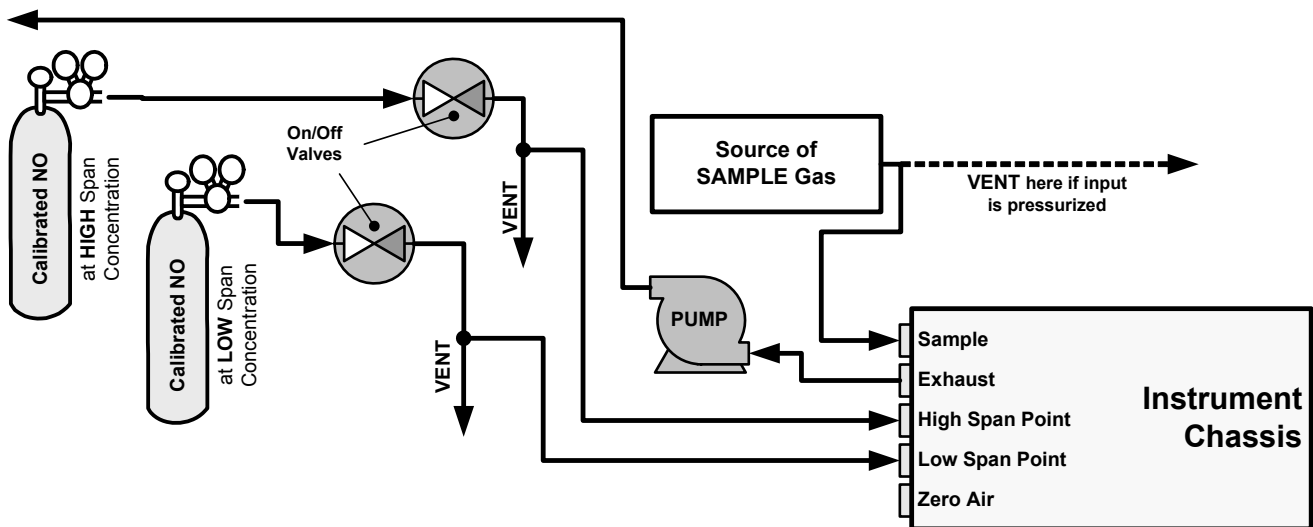 Calibrated NO
at HIGH Span
Concentration
Calibrated NO
at LOW Span
Concentration
On/Off
Valves
VENT
VENT
Source of
SAMPLE Gas
VENT here if input
is pressurized
PUMP
Sample
Exhaust
High Span Point
Low Span Point
Zero Air
Instrument
Chassis